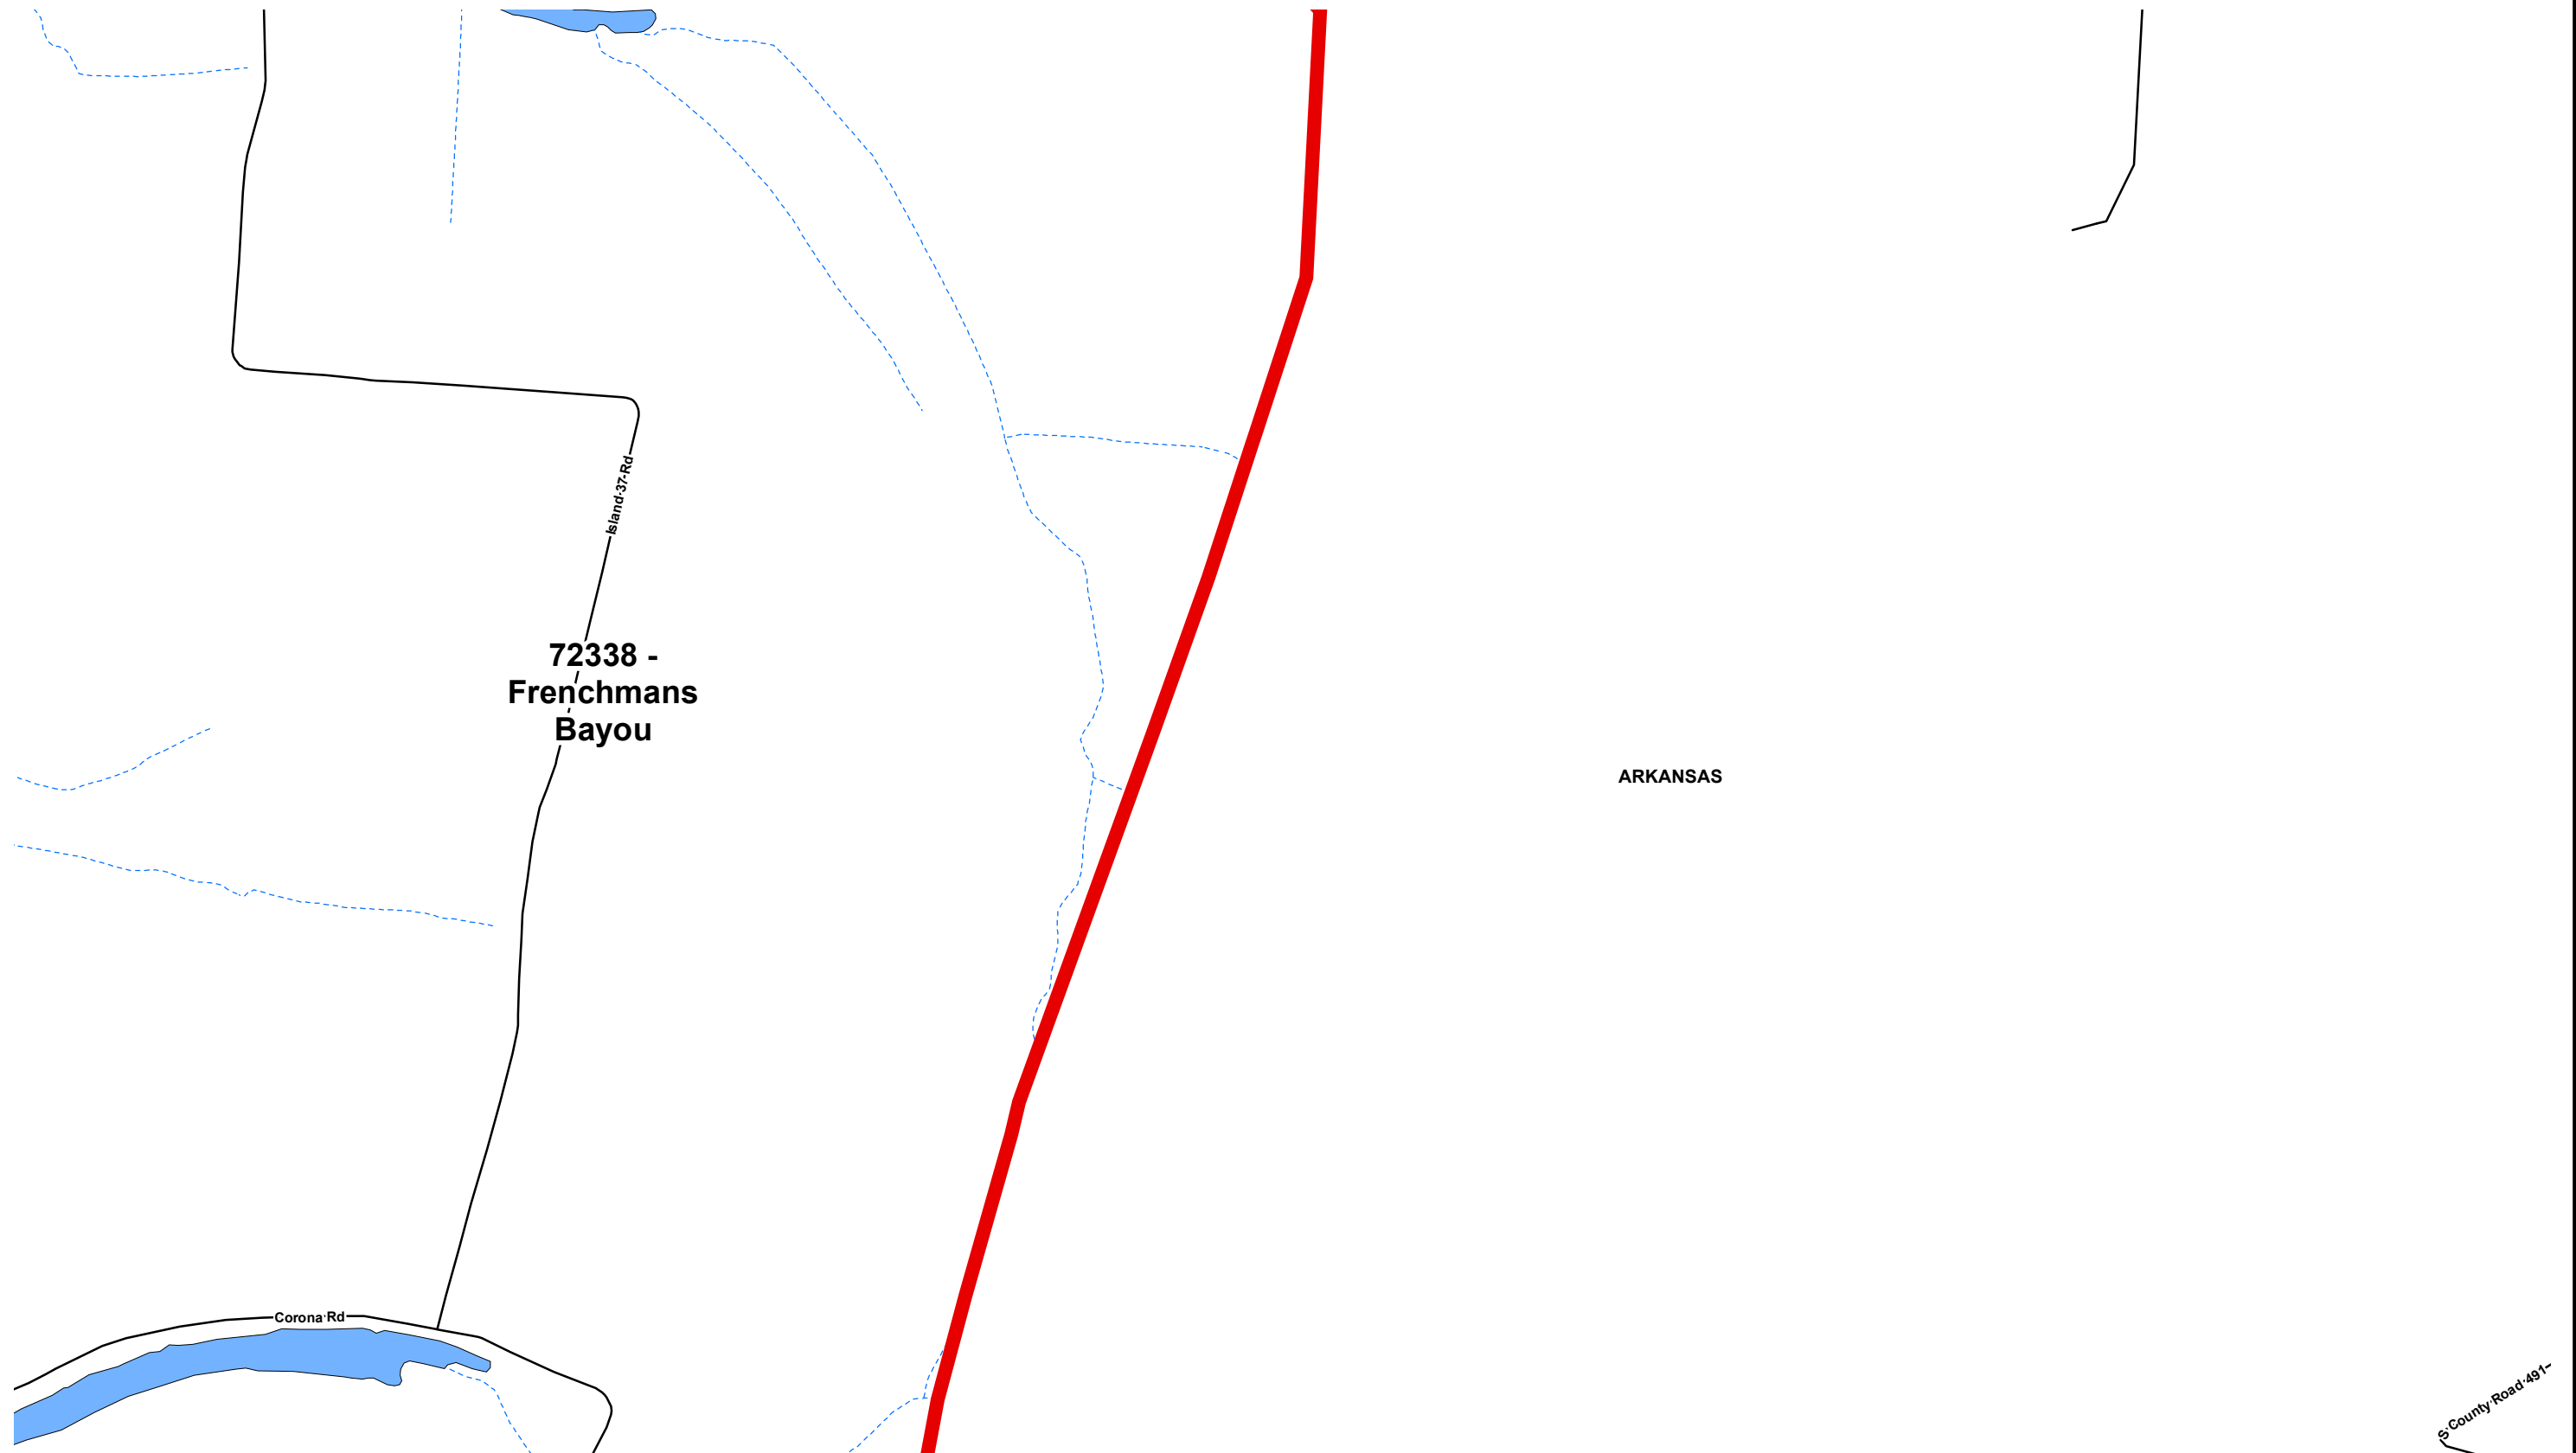 Island 37 Rd
72338 -
Frenchmans
Bayou
ARKANSAS
Corona Rd
S County Road 491